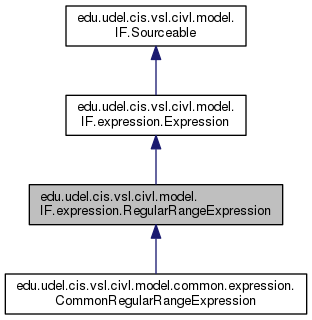 edu.udel.cis.vsl.civl.model.
IF.Sourceable
edu.udel.cis.vsl.civl.model.
IF.expression.Expression
edu.udel.cis.vsl.civl.model.
IF.expression.RegularRangeExpression
edu.udel.cis.vsl.civl.model.common.expression.
CommonRegularRangeExpression